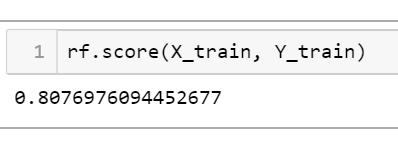 1 rf.score(X_train, Y_train)
0.8076976094452677